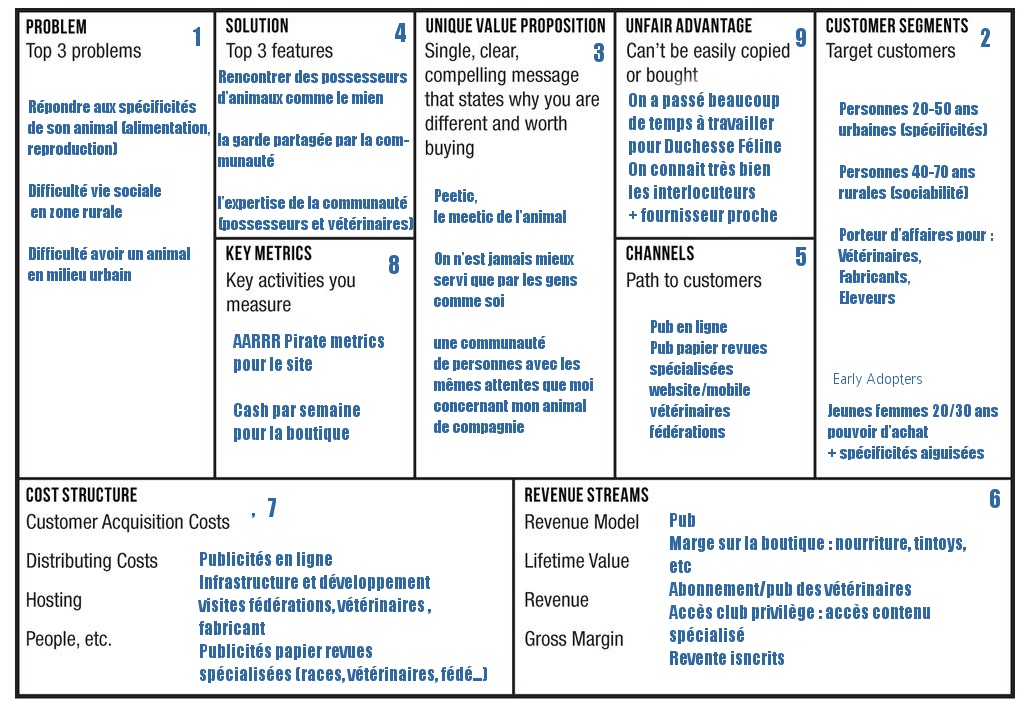 PROBLEM
1
Top 3 problems
Répondre aux spécificités
de son animal (alimentation,
reproduction)
Difficulté vie sociale
en zone rurale
Difficulté avoir un animal
en milieu urbain
SOLUTION
4
Top 3 features
Rencontrer des possesseurs
d'animaux comme le mien
la garde partagée par la com-
munauté
l'expertise de la communauté
(possesseurs et vétérinaires)
KEY METRICS
8
Key activities you
measure
AARRR Pirate metrics
pour le site
Cash par semaine
pour la boutique
UNIQUE VALUE PROPOSITION
3
Single, clear,
compelling message
that states why you are
different and worth
buying
Peetic,
le meetic de l'animal
On n'est jamais mieux
servi que par les gens
comme soi
une communauté
de personnes avec les
mêmes attentes que moi
concernant mon animal
de compagnie
UNFAIR ADVANTAGE
9
Can't be easily copied
or bought
On a passé beaucoup
de temps à travailler
pour Duchesse Féline
On connait très bien
les interlocuteurs
+ fournisseur proche
CHANNELS
5
Path to customers
Pub en ligne
Pub papier revues
spécialisées
website/mobile
vétérinaires
fédérations
CUSTOMER SEGMENTS
2
Target customers
Personnes 20-50 ans
urbaines (spécificités)
Personnes 40-70 ans
rurales (sociabilité)
Porteur d'affaires pour :
Vétérinaires,
Fabricants,
Eleveurs
Early Adopters
Jeunes femmes 20/30 ans
pouvoir d'achat
+ spécificités aiguisées
COST STRUCTURE
, 7
Customer Acquisition Costs
Distributing Costs
Hosting
People, etc.
Publicités en ligne
Infrastructure et développement
visites fédérations, vétérinaires ,
fabricant
Publicités papier revues
spécialisées (races, vétérinaires, fédé...)
REVENUE STREAMS
6
Revenue Model
Lifetime Value
Revenue
Gross Margin
Pub
Marge sur la boutique : nourriture, tintoys,
etc
Abonnement/pub des vétérinaires
Accès club privilège : accès contenu
spécialisé
Revente isncrits